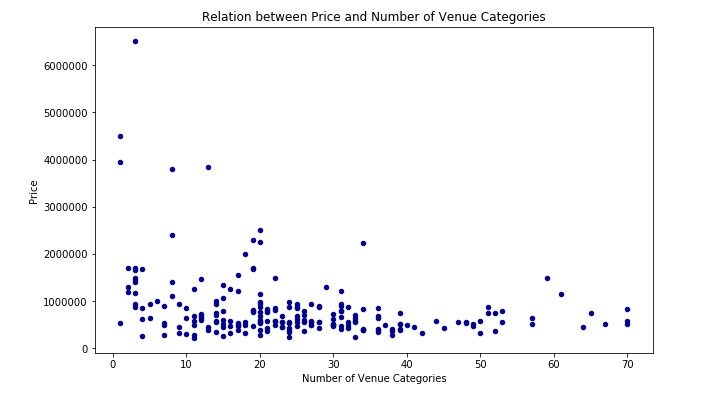 Relation between Price and Number of Venue Categories
6000000
5000000
4000000
3000000
2000000
1000000
0
Price
0 10 20 30 40 50 60 70
Number of Venue Categories